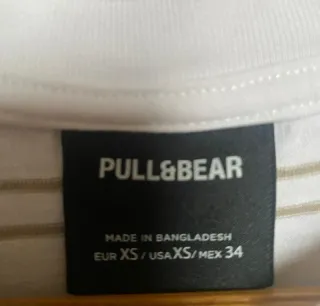 PULL&BEAR
MADE IN BANGLADESH
EUR XS / USA XS / MEX 34